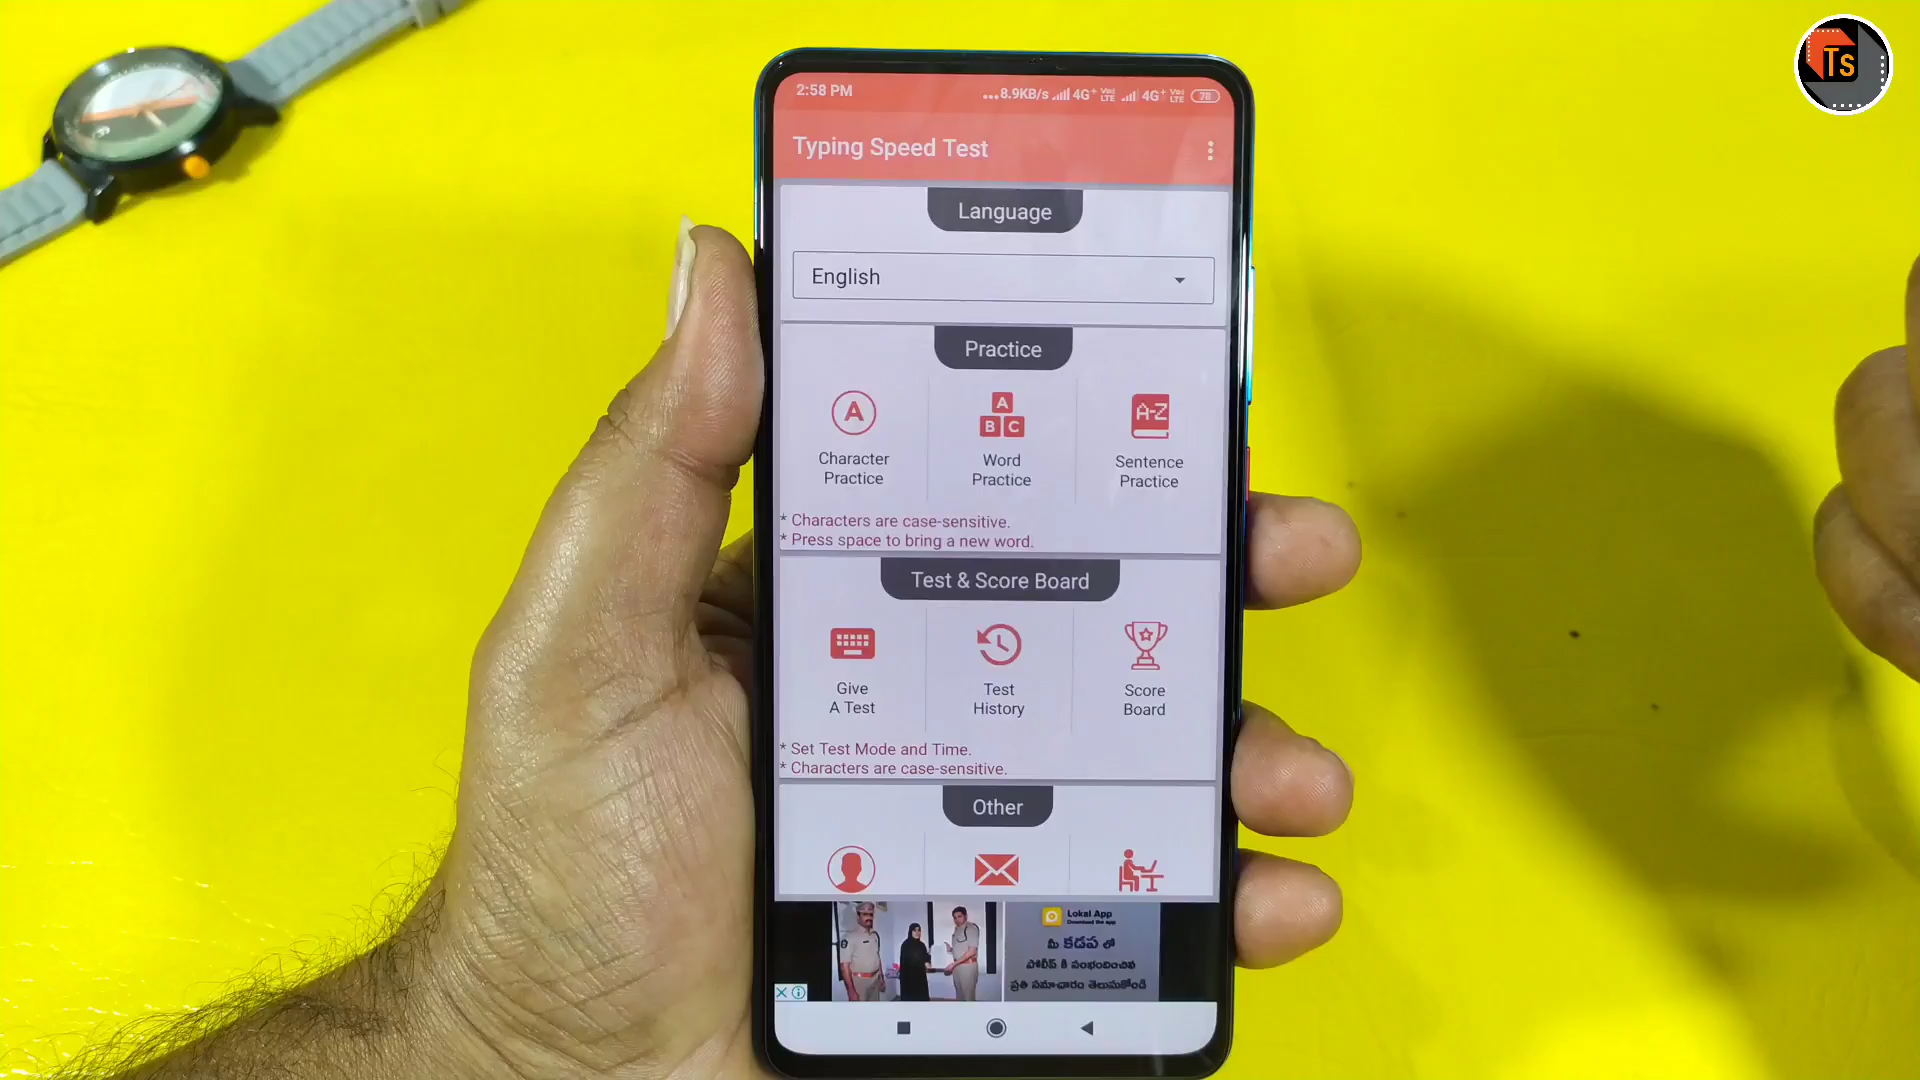 Ts
2:58 PM
...8.9KB/s 4G+ Vo) LTE 4G+ Vo) LTE 78
Typing Speed Test
Language
English
Practice
A
A
B C
A-Z
Character Practice
Word Practice
Sentence Practice
* Characters are case-sensitive.
* Press space to bring a new word.
Test & Score Board
Give A Test
Test History
Score Board
* Set Test Mode and Time.
* Characters are case-sensitive.
Other
Lokal App
Download the app
మీ కడప లో
పోలీస్ కి సంభందించిన
ప్రతి సమాచారం తెలుసుకోండి